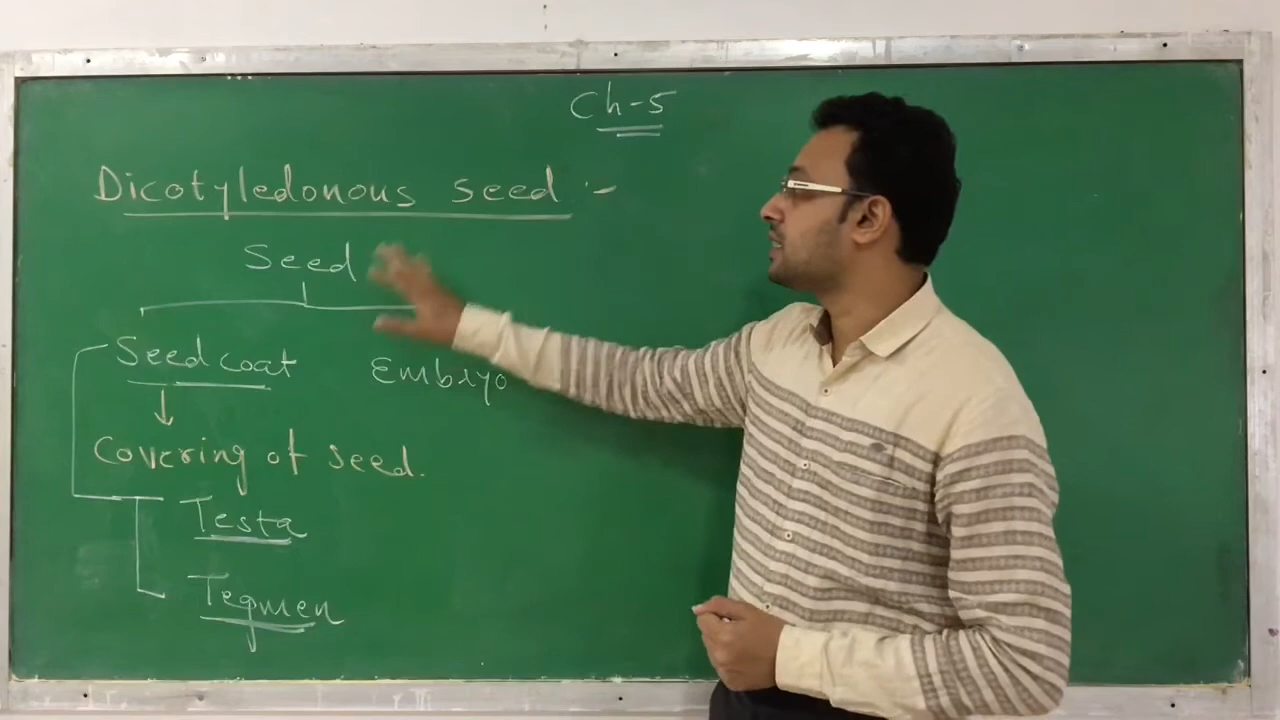 Ch-5
Dicotyledonous seed :-
Seed
Seed coat Embryo
Covering of seed.
Testa
Tegmen